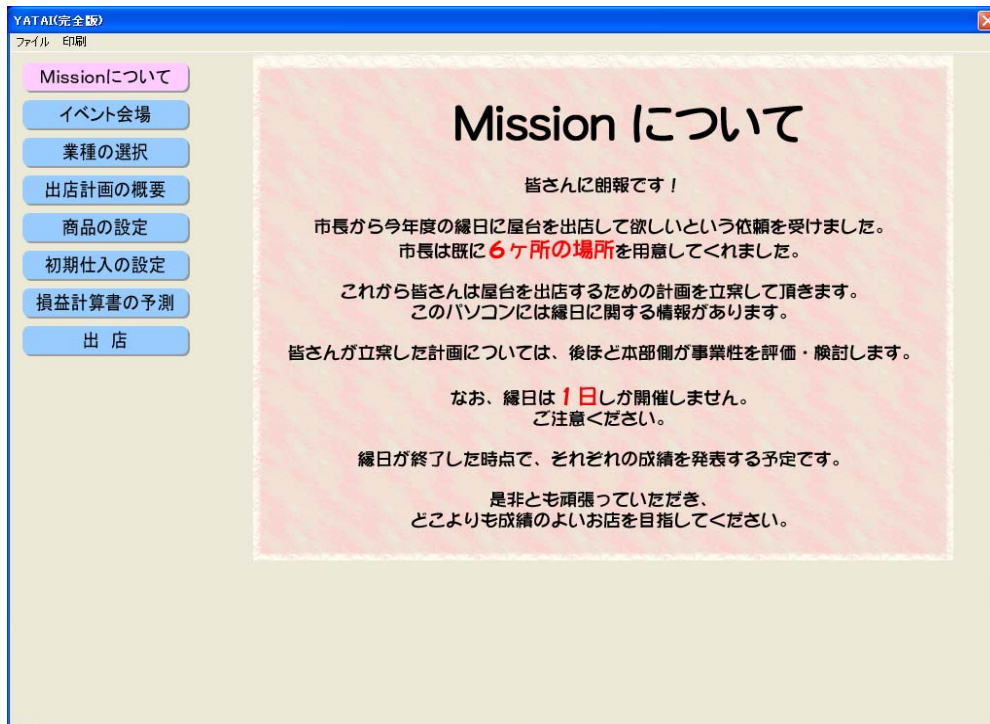 YATAI(完全版)
ファイル 印刷
Missionについて
イベント会場
業種の選択
出店計画の概要
商品の設定
初期仕入の設定
損益計算書の予測
出 店
Mission について
皆さんに朗報です！
市長から今年度の縁日に屋台を出店して欲しいという依頼を受けました。
市長は既に6ヶ所の場所を用意してくれました。
これから皆さんは屋台を出店するための計画を立案して頂きます。
このパソコンには縁日に関する情報があります。
皆さんが立案した計画については、後ほど本部側が事業性を評価・検討します。
なお、縁日は1日しか開催しません。
ご注意ください。
縁日が終了した時点で、それぞれの成績を発表する予定です。
是非とも頑張っていただき、
どこよりも成績のよいお店を目指してください。